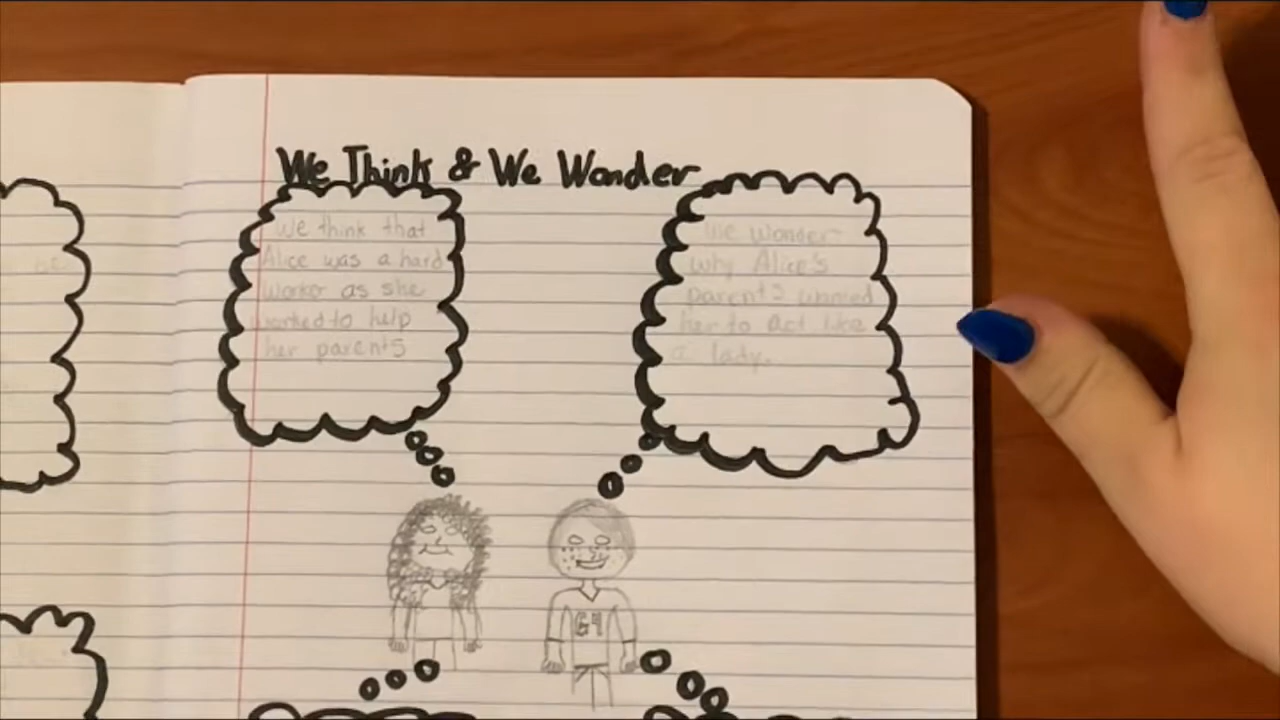 We Think & We Wonder
We think that
Alice was a hard
worker as she
worked to help
her parents
We wonder
why Alice's
parents wanted
her to act like
a lady.
G4